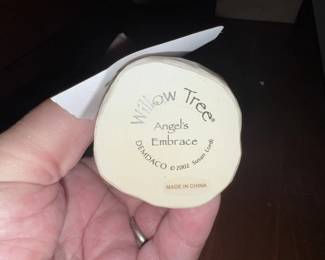 Willow Tree®
Angel's
Embrace
DEMDACO © 2002 Susan Lordi
MADE IN CHINA